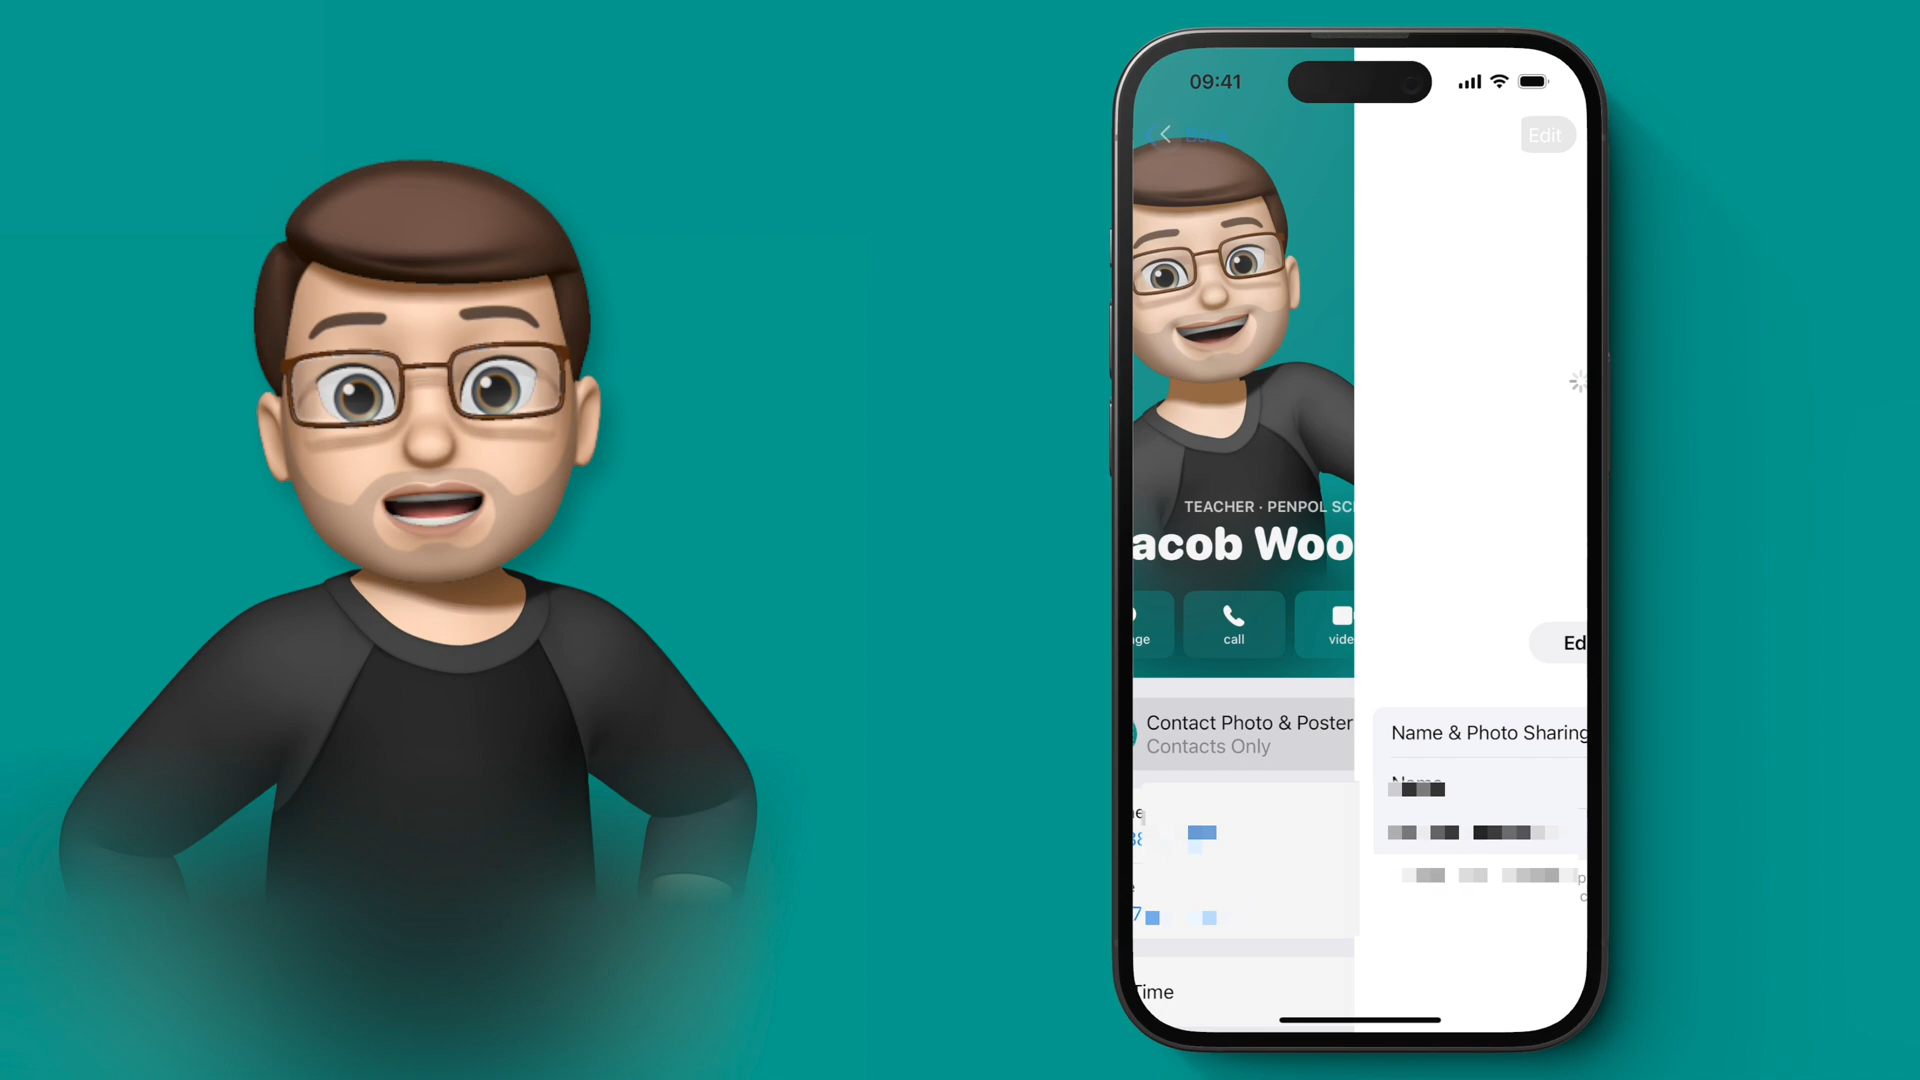 09:41
Edit
TEACHER · PENPOL SC
acob Woo
ge
call
vide
Ed
Contact Photo & Poster
Contacts Only
Name & Photo Sharing
Time